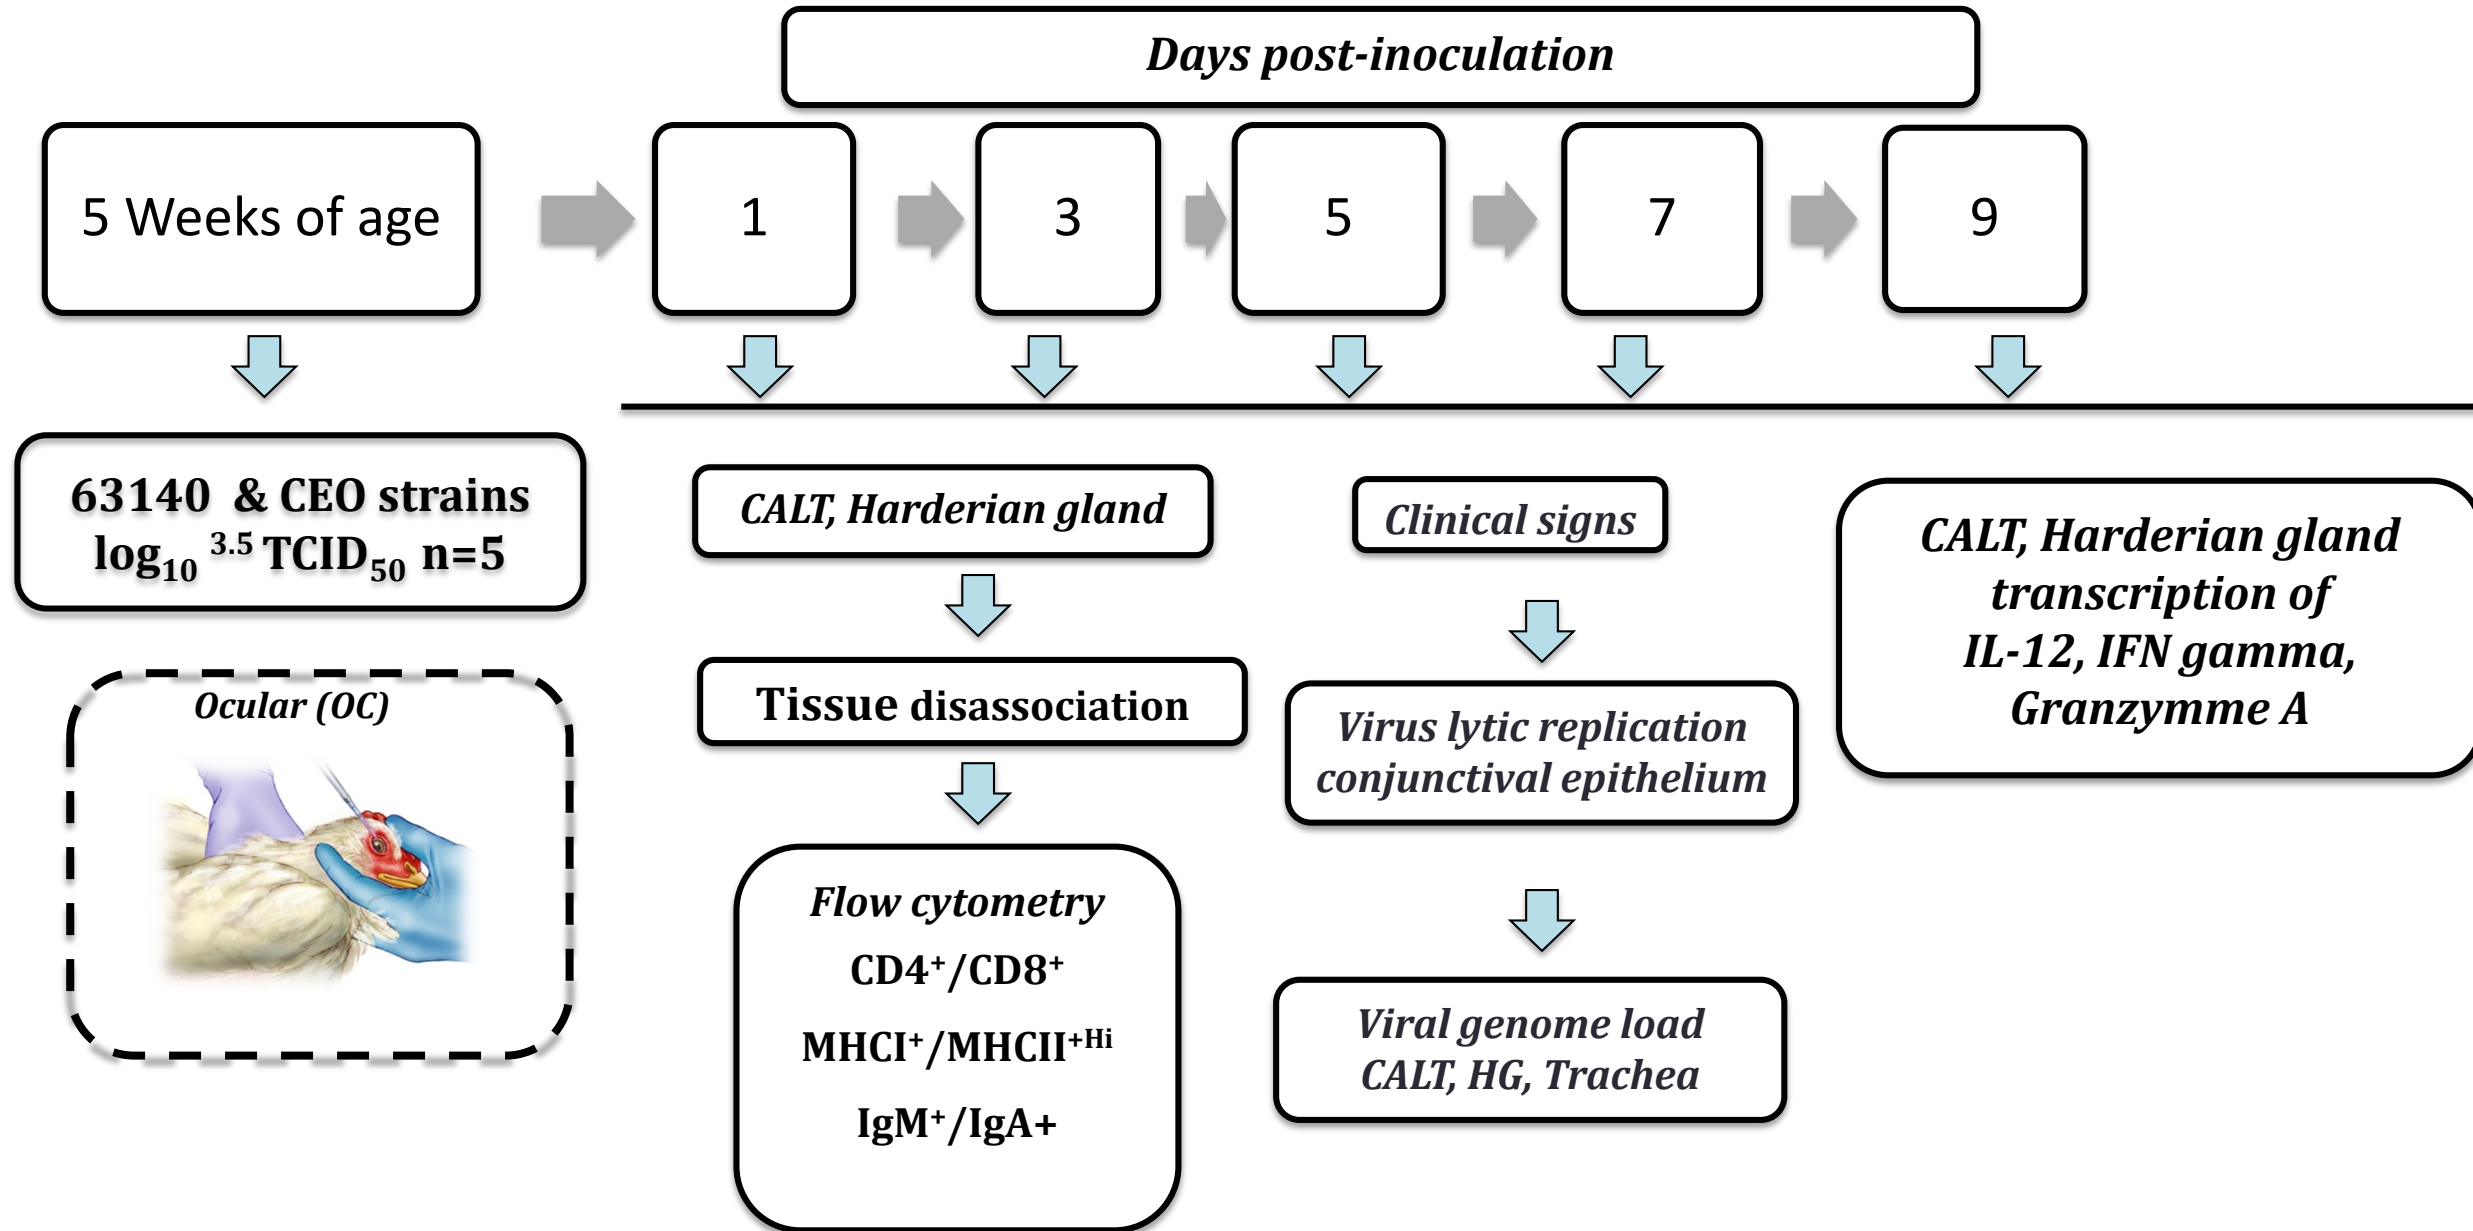 Days post-inoculation
5 Weeks of age
1
3
5
7
9
63140 & CEO strains
log₁₀ ³·⁵ TCID₅₀ n=5
Ocular (OC)
CALT, Harderian gland
Tissue disassociation
Flow cytometry
CD4⁺/CD8⁺
MHCI⁺/MHCII⁺ᴴⁱ
IgM⁺/IgA+
Clinical signs
Virus lytic replication
conjunctival epithelium
Viral genome load
CALT, HG, Trachea
CALT, Harderian gland
transcription of
IL-12, IFN gamma,
Granzymme A